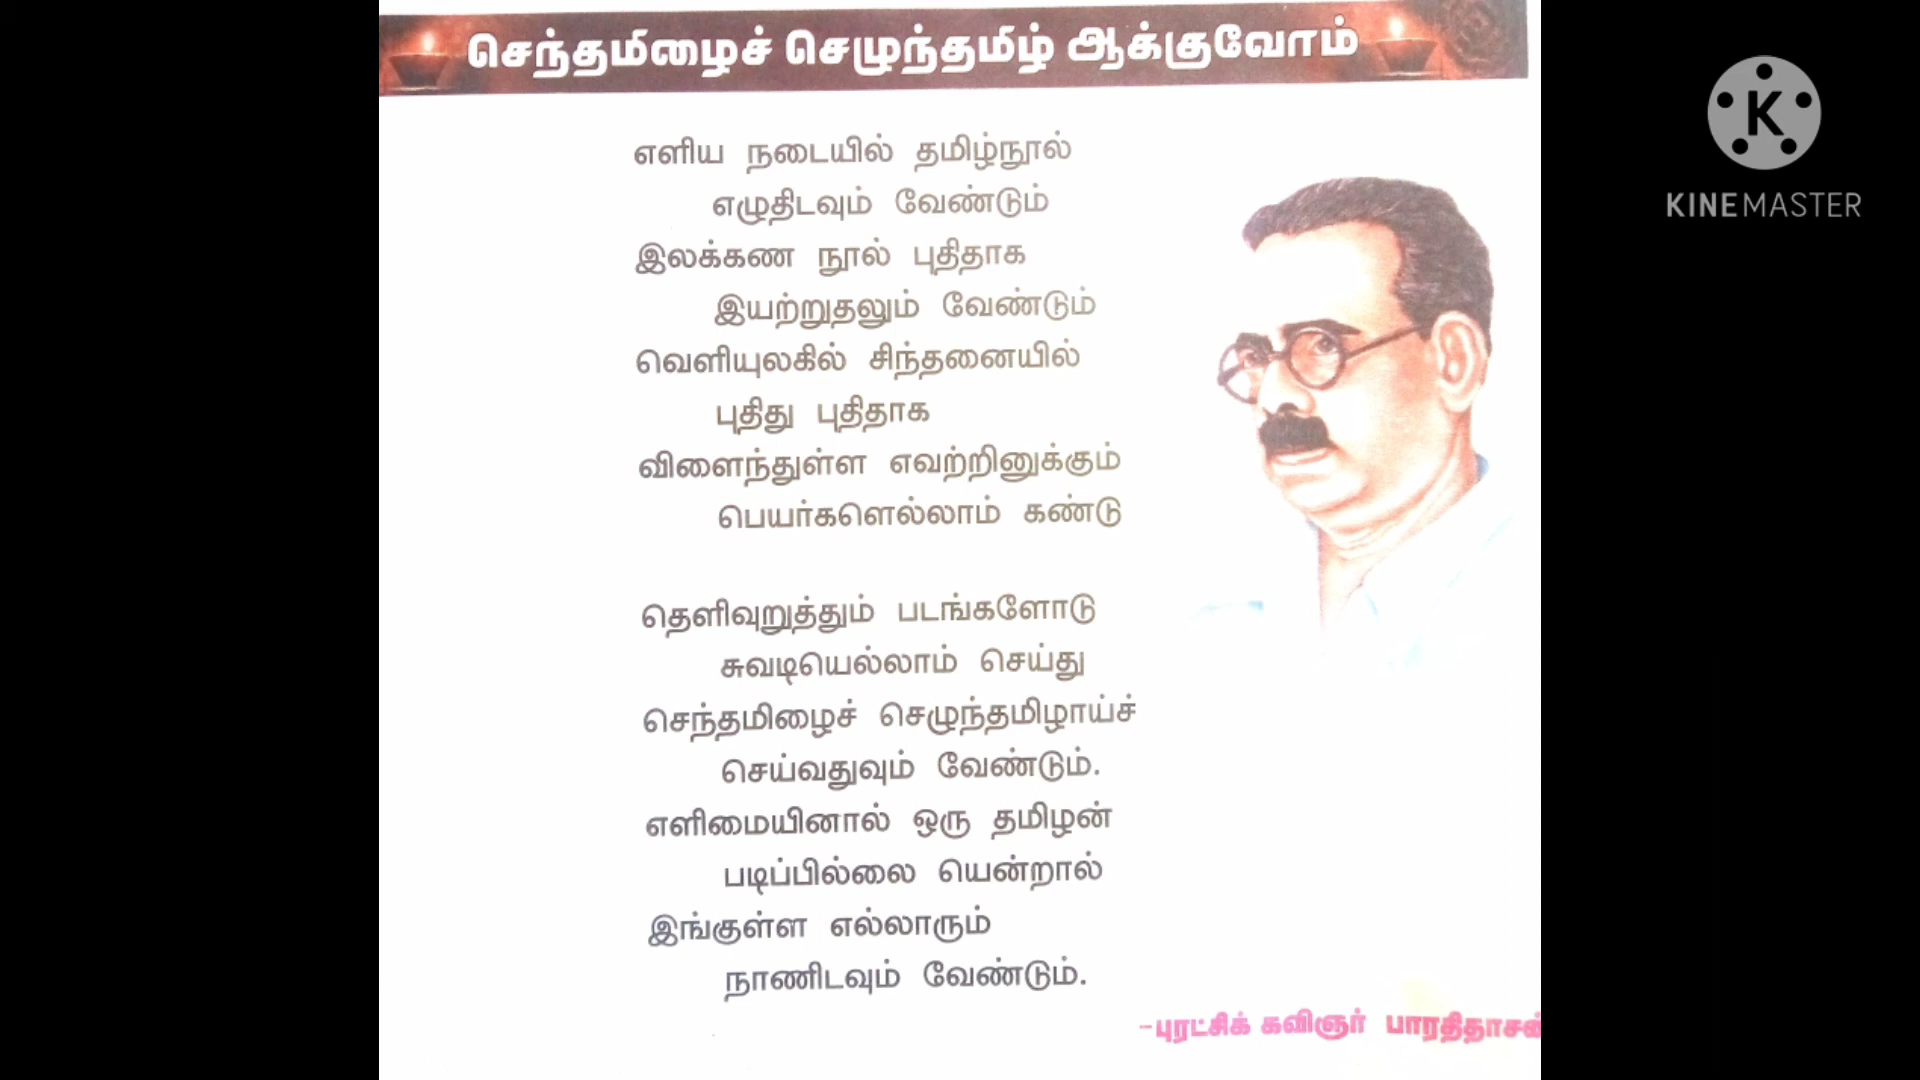 செந்தமிழைச் செழுந்தமிழ் ஆக்குவோம்
எளிய நடையில் தமிழ்நூல்
எழுதிடவும் வேண்டும்
இலக்கண நூல் புதிதாக
இயற்றுதலும் வேண்டும்
வெளியுலகில் சிந்தனையில்
புதிது புதிதாக
விளைந்துள்ள எவற்றினுக்கும்
பெயர்களெல்லாம் கண்டு
தெளிவுறுத்தும் படங்களோடு
சுவடியெல்லாம் செய்து
செந்தமிழைச் செழுந்தமிழாய்ச்
செய்வதுவும் வேண்டும்.
எளிமையினால் ஒரு தமிழன்
படிப்பில்லை யென்றால்
இங்குள்ள எல்லாரும்
நாணிடவும் வேண்டும்.
-புரட்சிக் கவிஞர் பாரதிதாசன்
K
KINEMASTER